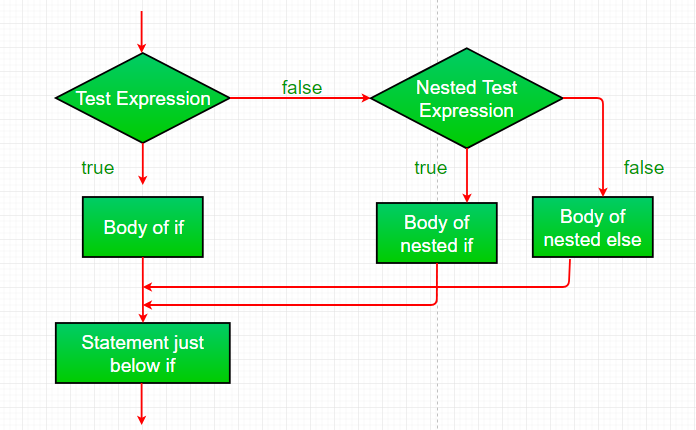 Test Expression
false
Nested Test
Expression
true
true
false
Body of if
Body of
nested if
Body of
nested else
Statement just
below if